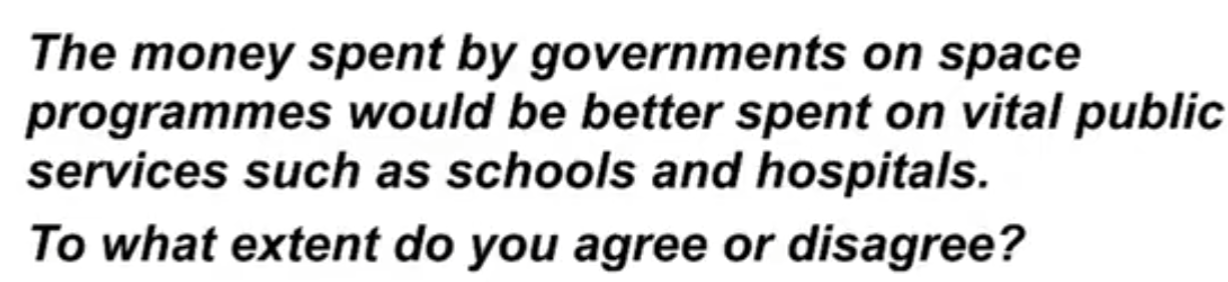 The money spent by governments on space
programmes would be better spent on vital public
services such as schools and hospitals.
To what extent do you agree or disagree?